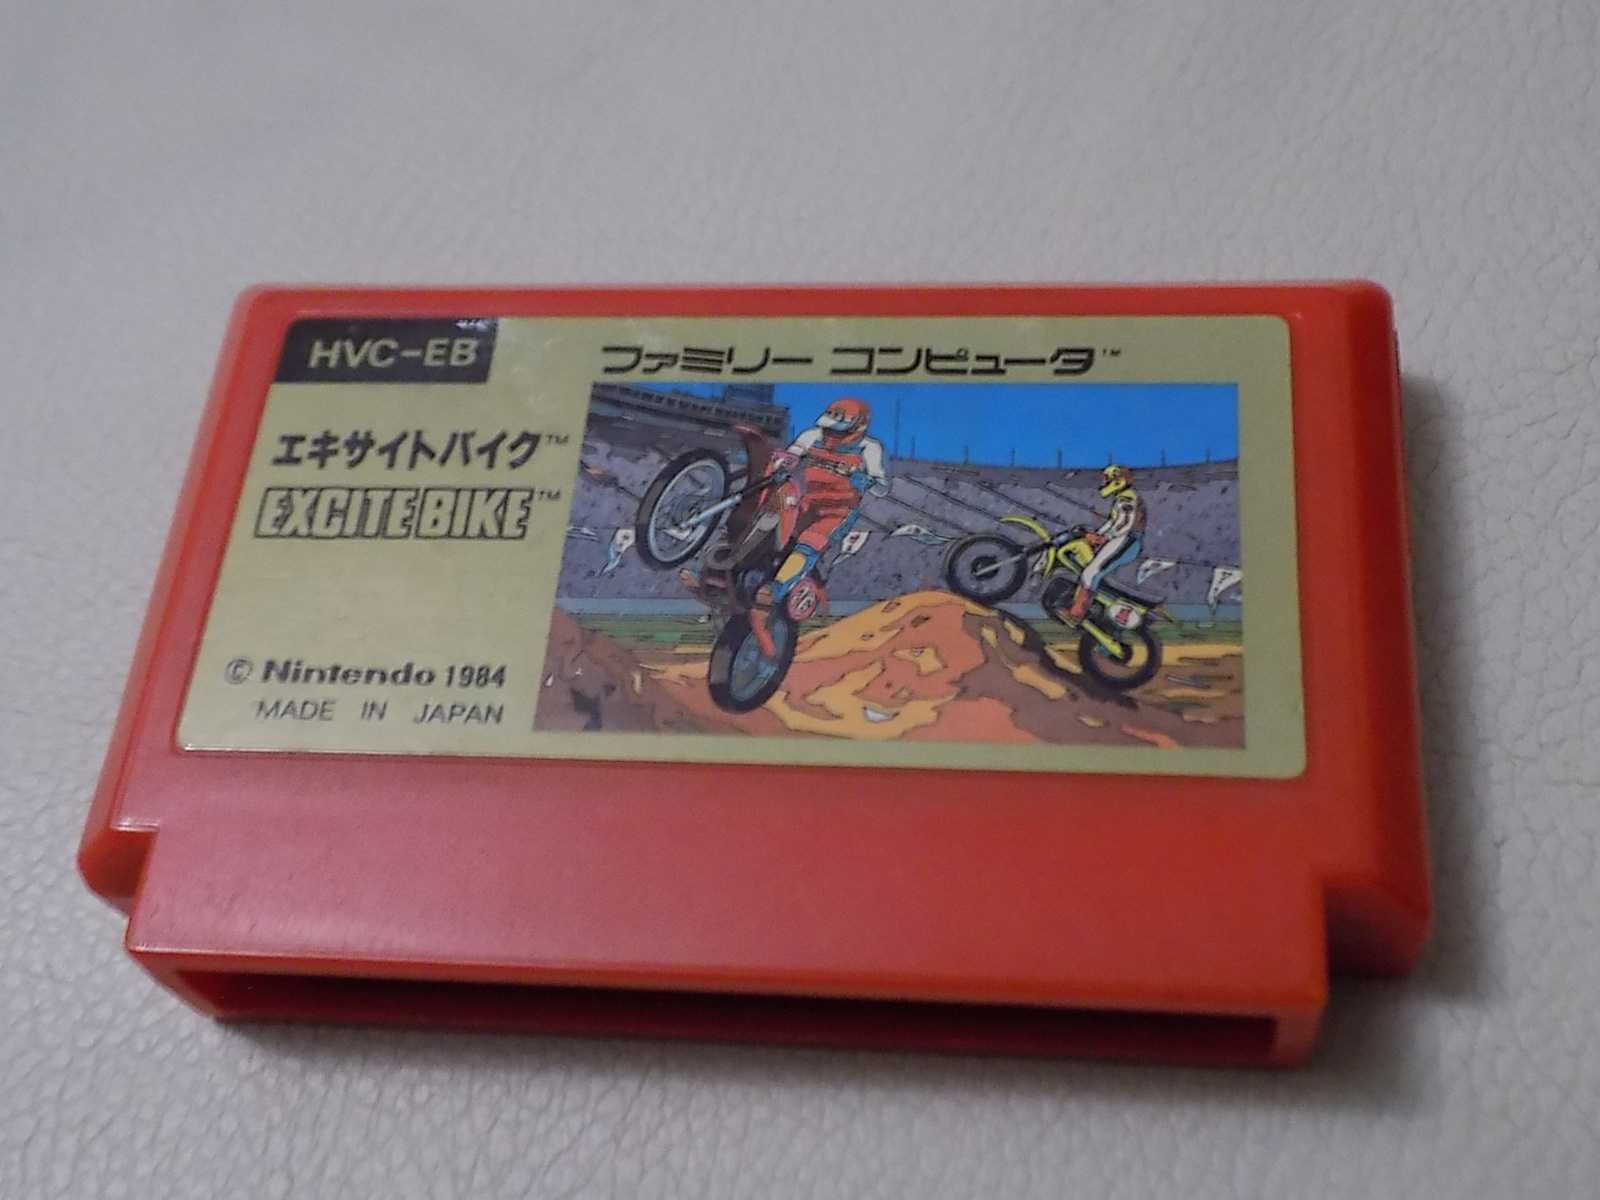 HVC-EB
ファミリー コンピュータ™
エキサイトバイク™
EXCITEBIKE™
© Nintendo 1984
MADE IN JAPAN